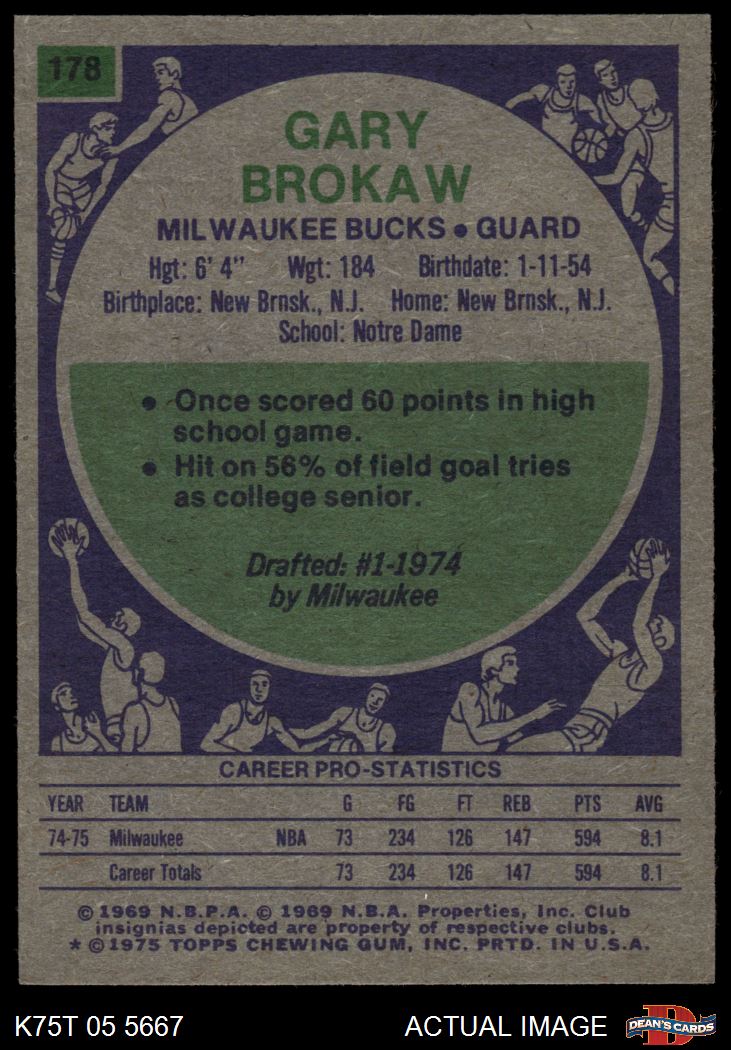 178
GARY
BROKAW
MILWAUKEE BUCKS • GUARD
Hgt: 6' 4" Wgt: 184 Birthdate: 1-11-54
Birthplace: New Brnsk., N.J. Home: New Brnsk., N.J.
School: Notre Dame
• Once scored 60 points in high
school game.
• Hit on 56% of field goal tries
as college senior.
Drafted: #1-1974
by Milwaukee
CAREER PRO-STATISTICS
YEAR TEAM G FG FT REB PTS AVG
74-75 Milwaukee NBA 73 234 126 147 594 8.1
Career Totals 73 234 126 147 594 8.1
© 1969 N.B.P.A. © 1969 N.B.A. Properties, Inc. Club
insignias depicted are property of respective clubs.
* © 1975 TOPPS CHEWING GUM, INC. PRTD. IN U.S.A.
K75T 05 5667 ACTUAL IMAGE D DEAN'S CARDS